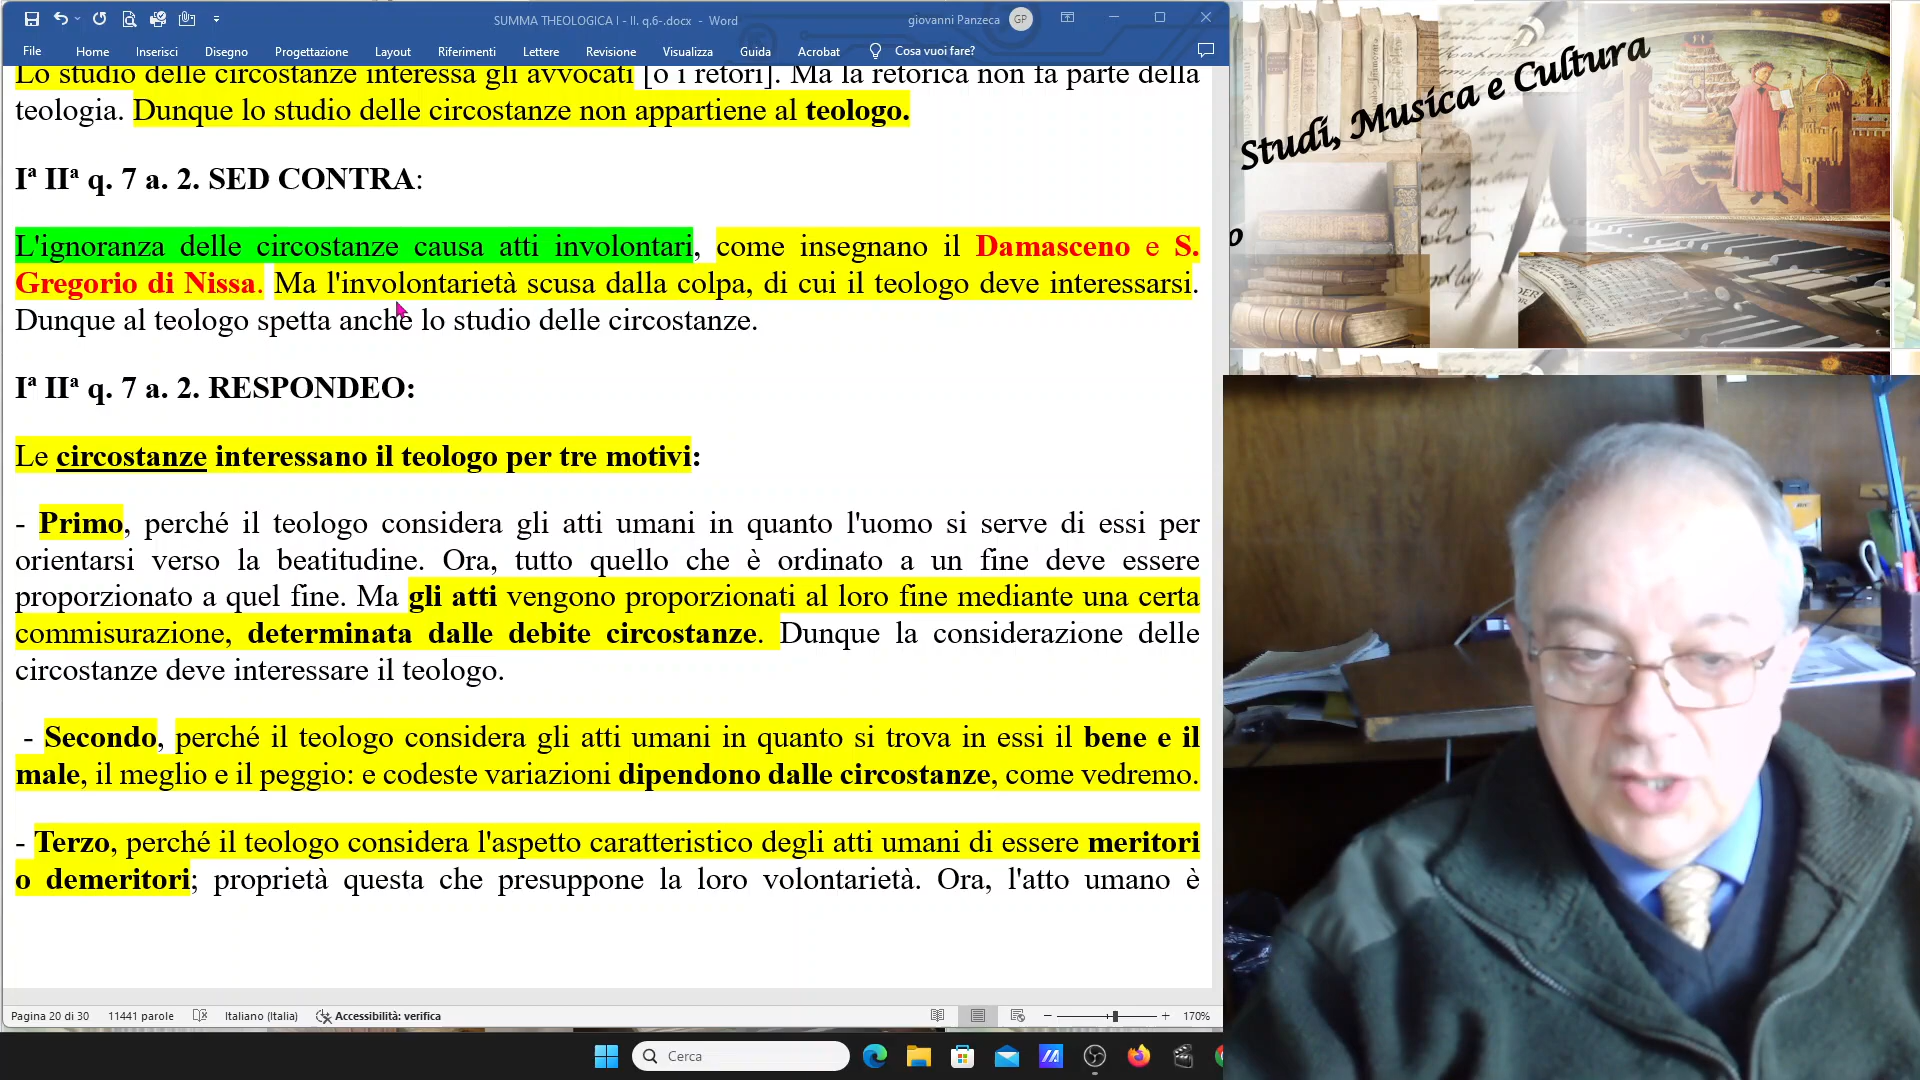 SUMMA THEOLOGICA I - II. q.6-.docx - Word
giovanni Panzeca
GP
File Home Inserisci Disegno Progettazione Layout Riferimenti Lettere Revisione Visualizza Guida Acrobat Cosa vuoi fare?
Lo studio delle circostanze interessa gli avvocati [o i retori]. Ma la retorica non fa parte della
teologia. Dunque lo studio delle circostanze non appartiene al teologo.
Iª IIª q. 7 a. 2. SED CONTRA:
L'ignoranza delle circostanze causa atti involontari, come insegnano il Damasceno e S.
Gregorio di Nissa. Ma l'involontarietà scusa dalla colpa, di cui il teologo deve interessarsi.
Dunque al teologo spetta anche lo studio delle circostanze.
Iª IIª q. 7 a. 2. RESPONDEO:
Le circostanze interessano il teologo per tre motivi:
- Primo, perché il teologo considera gli atti umani in quanto l'uomo si serve di essi per
orientarsi verso la beatitudine. Ora, tutto quello che è ordinato a un fine deve essere
proporzionato a quel fine. Ma gli atti vengono proporzionati al loro fine mediante una certa
commisurazione, determinata dalle debite circostanze. Dunque la considerazione delle
circostanze deve interessare il teologo.
- Secondo, perché il teologo considera gli atti umani in quanto si trova in essi il bene e il
male, il meglio e il peggio: e codeste variazioni dipendono dalle circostanze, come vedremo.
- Terzo, perché il teologo considera l'aspetto caratteristico degli atti umani di essere meritori
o demeritori; proprietà questa che presuppone la loro volontarietà. Ora, l'atto umano è
Pagina 20 di 30 11441 parole Italiano (Italia) Accessibilità: verifica 170%
Cerca
Studi, Musica e Cultura
o